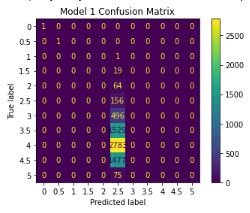 Model 1 Confusion Matrix
0 1 0 0 0 0 0 0 0 0 0 0
0.5 0 1 0 0 0 0 0 0 0 0 0
1 0 0 0 0 0 1 0 0 0 0 0
1.5 0 0 0 0 0 19 0 0 0 0 0
2 0 0 0 0 0 64 0 0 0 0 0
2.5 0 0 0 0 0 156 0 0 0 0 0
3 0 0 0 0 0 496 0 0 0 0 0
3.5 0 0 0 0 0 1529 0 0 0 0 0
4 0 0 0 0 0 2783 0 0 0 0 0
4.5 0 0 0 0 0 1477 0 0 0 0 0
5 0 0 0 0 0 75 0 0 0 0 0
0 0.5 1 1.5 2 2.5 3 3.5 4 4.5 5
True label
Predicted label
2500
2000
1500
1000
500
0